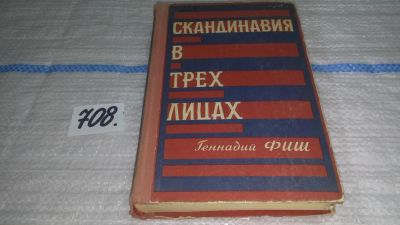 СКАНДИНАВИЯ
В
ТРЕХ
ЛИЦАХ
Геннадий ФИШ
708.